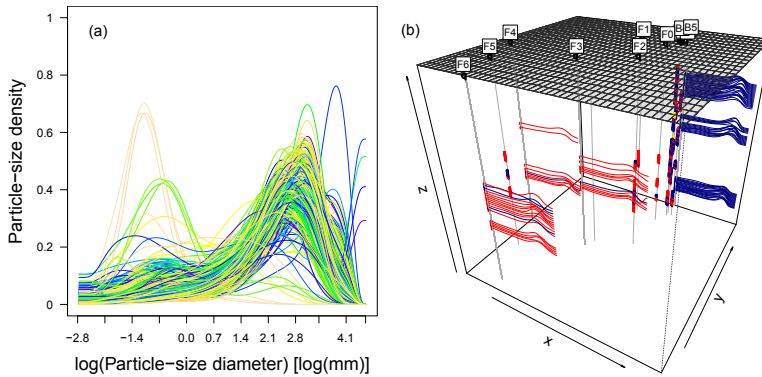 (a)
1
0.8
0.6
0.4
0.2
0
Particle−size density
−2.8
−1.4
0.0
0.7
1.4
2.0
2.8
4.1
log(Particle−size diameter) [log(mm)]
(b)
F1
F4
F0
B5
F5
F3
F2
F6
z
x
y